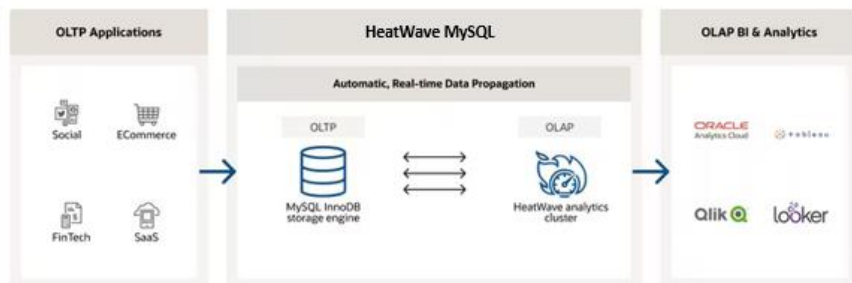 OLTP Applications
Social
ECommerce
FinTech
SaaS
HeatWave MySQL
Automatic, Real-time Data Propagation
OLTP
MySQL InnoDB
storage engine
OLAP
HeatWave analytics
cluster
OLAP BI & Analytics
ORACLE
Analytics Cloud
tableau
Qlik
looker